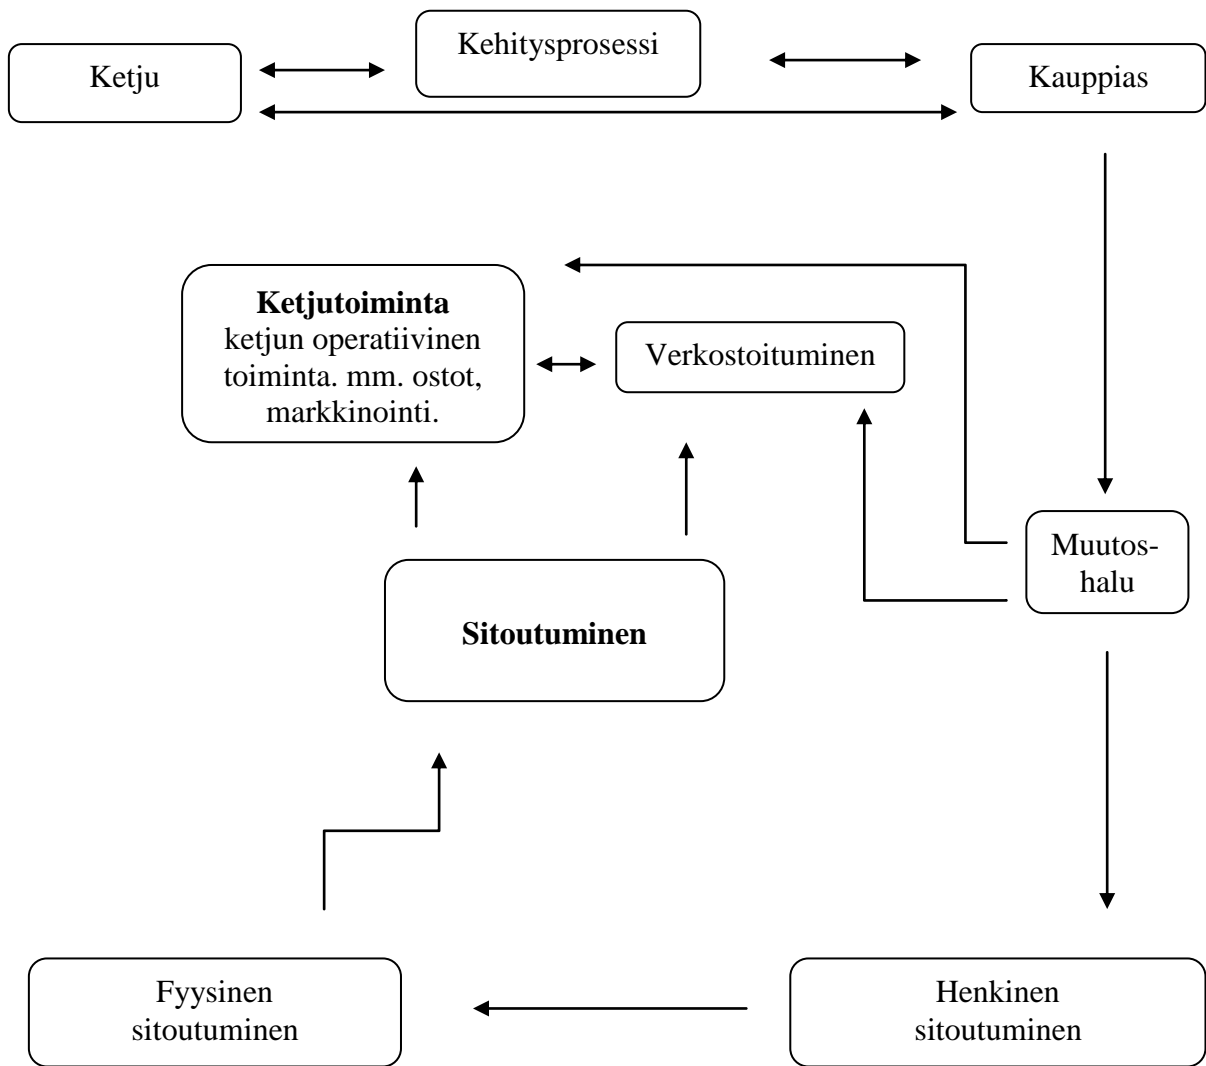 Ketju
Kehitysprosessi
Kauppias
Ketjutoiminta
ketjun operatiivinen
toiminta. mm. ostot,
markkinointi.
Verkostoituminen
Muutos-
halu
Sitoutuminen
Fyysinen
sitoutuminen
Henkinen
sitoutuminen